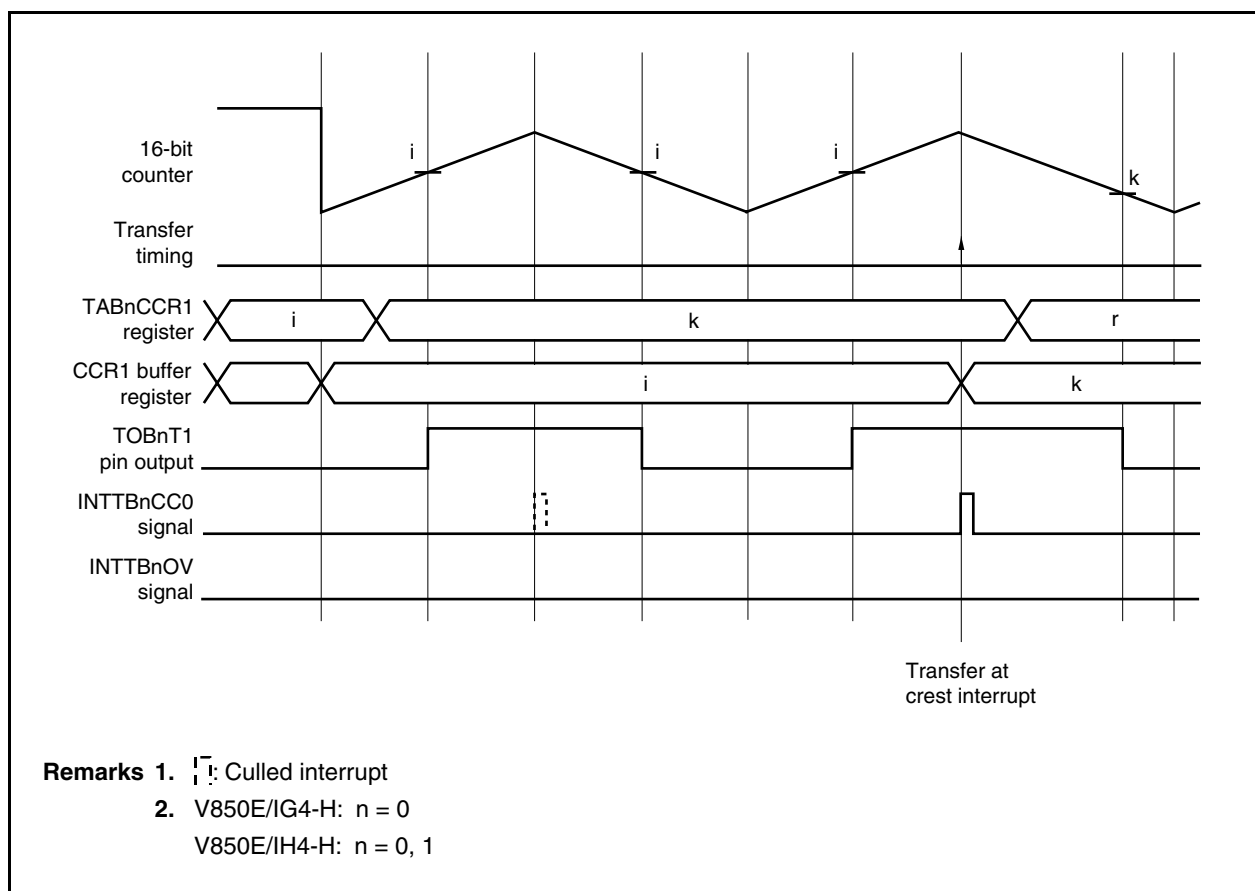 16-bit
counter
i
i
i
k
Transfer
timing
TABnCCR1
register
i
k
r
CCR1 buffer
register
i
k
TOBnT1
pin output
INTTBnCC0
signal
INTTBnOV
signal
Transfer at
crest interrupt
Remarks 1. : Culled interrupt
2. V850E/IG4-H: n = 0
V850E/IH4-H: n = 0, 1